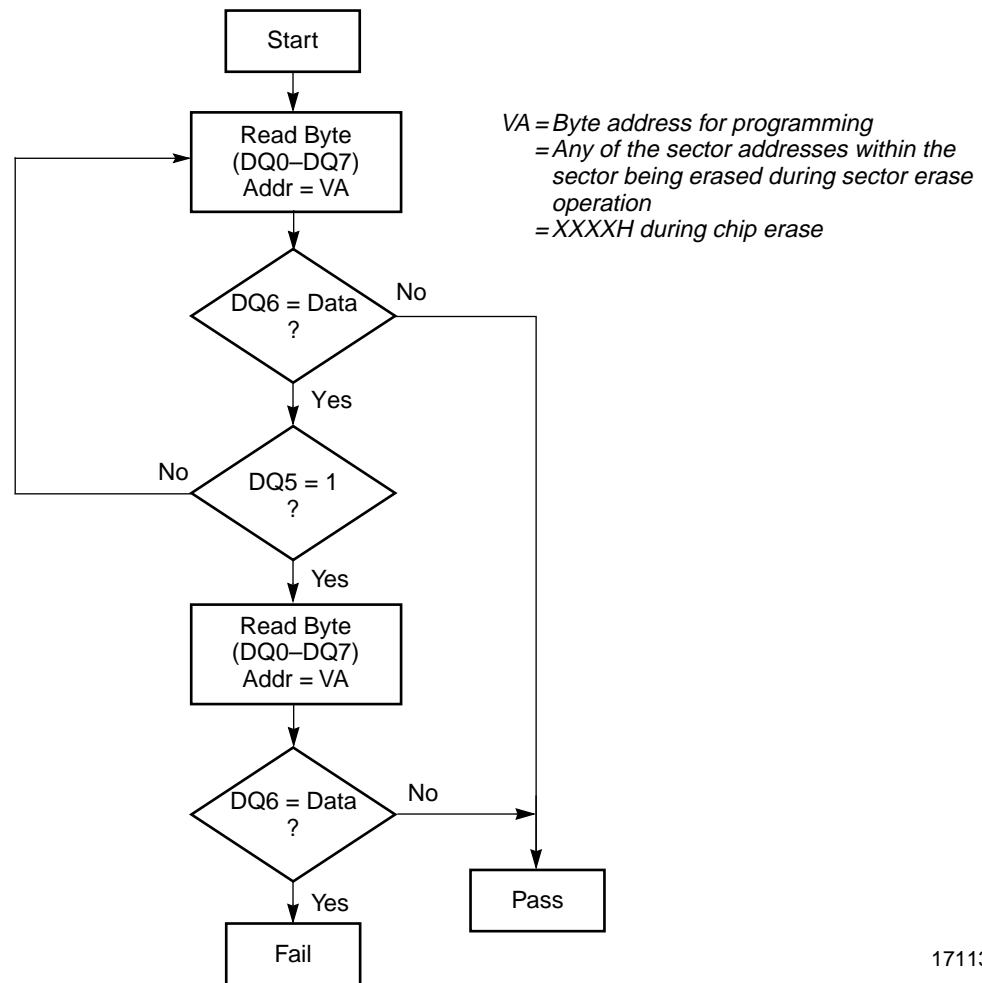 Start
Read Byte
(DQ0–DQ7)
Addr = VA
VA = Byte address for programming
= Any of the sector addresses within the
sector being erased during sector erase
operation
= XXXXH during chip erase
DQ6 = Data
?
No
Yes
No
DQ5 = 1
?
Yes
Read Byte
(DQ0–DQ7)
Addr = VA
DQ6 = Data
?
No
Yes
Pass
Fail
17113